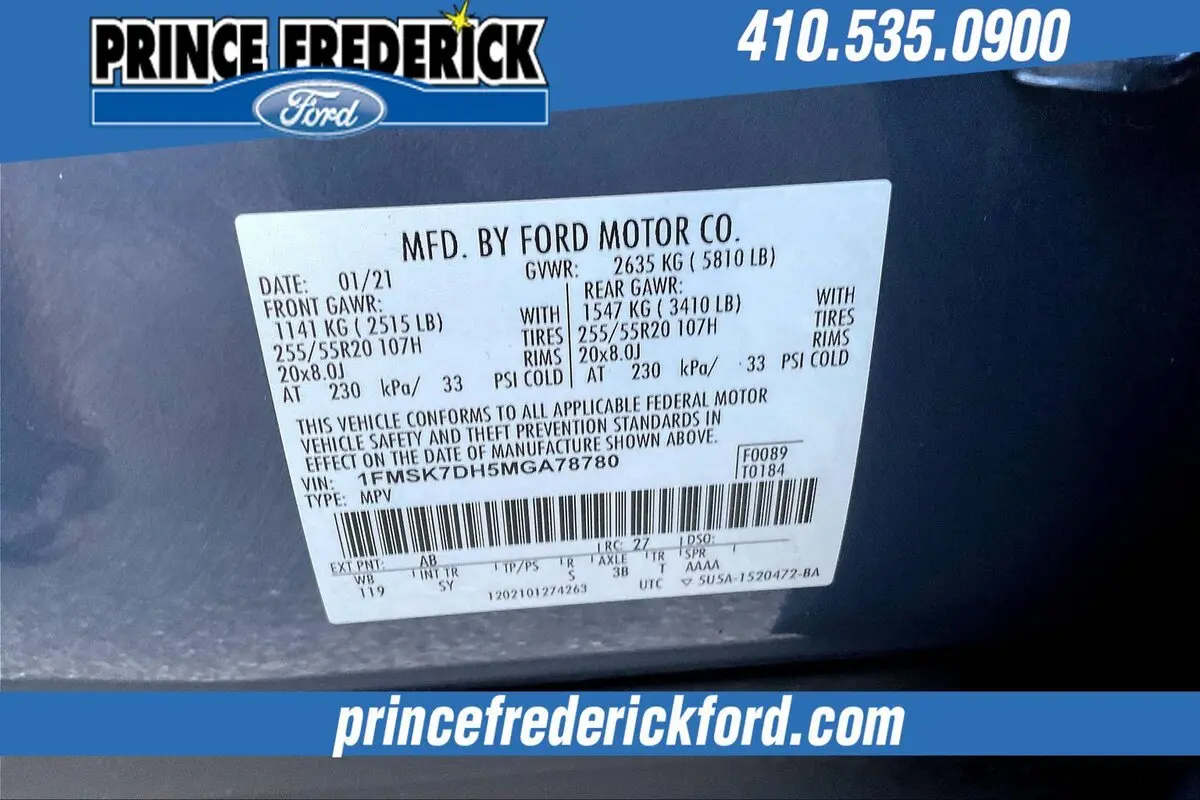 PRINCE FREDERICK
Ford
410.535.0900
MFD. BY FORD MOTOR CO.
DATE: 01/21
GVWR: 2635 KG ( 5810 LB)
FRONT GAWR:
1141 KG ( 2515 LB) WITH
255/55R20 107H TIRES
20x8.0J RIMS
AT 230 kPa/ 33 PSI COLD
REAR GAWR:
1547 KG ( 3410 LB) WITH
255/55R20 107H TIRES
20x8.0J RIMS
AT 230 kPa/ 33 PSI COLD
THIS VEHICLE CONFORMS TO ALL APPLICABLE FEDERAL MOTOR
VEHICLE SAFETY AND THEFT PREVENTION STANDARDS IN
EFFECT ON THE DATE OF MANUFACTURE SHOWN ABOVE.
VIN: 1FMSK7DH5MGA78780
TYPE: MPV
F0089
T0184
EXT PNT: AB RC: 27 DSO:
WB INT TR TP/PS R AXLE TR SPR
119 SY S 3B T AAAA
1202101274263 UTC ▽ 5U5A-1520472-BA
princefrederickford.com